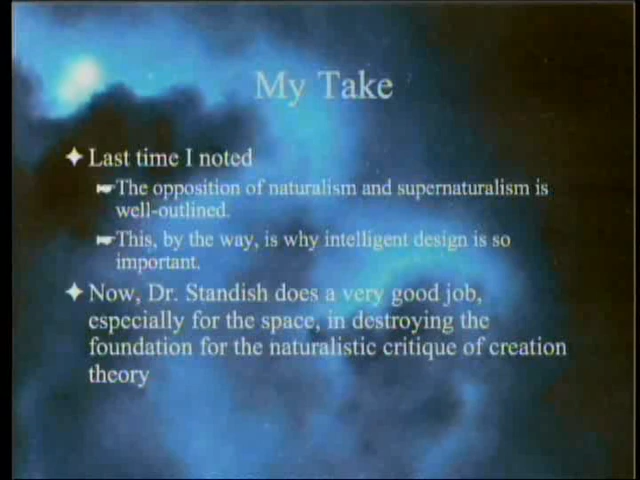 My Take
Last time I noted
The opposition of naturalism and supernaturalism is
well-outlined.
This, by the way, is why intelligent design is so
important.
Now, Dr. Standish does a very good job,
especially for the space, in destroying the
foundation for the naturalistic critique of creation
theory